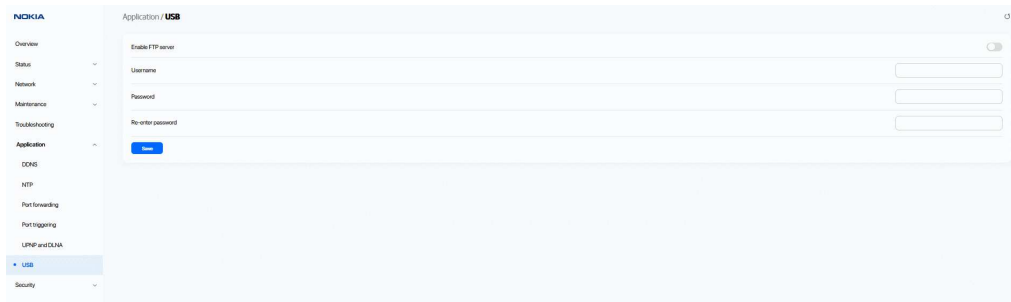 NOKIA
Application / USB
Overview
Status
Network
Maintenance
Troubleshooting
Application
DDNS
NTP
Port forwarding
Port triggering
UPNP and DLNA
USB
Security
Enable FTP server
Username
Password
Re-enter password
Save